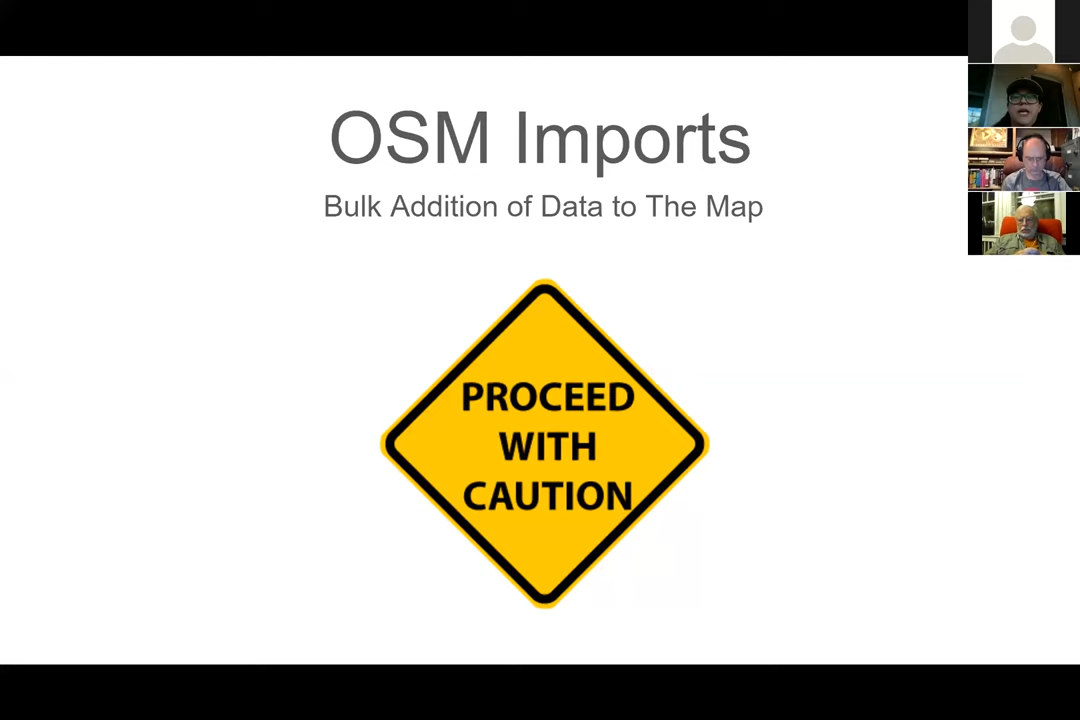 OSM Imports
Bulk Addition of Data to The Map
PROCEED
WITH
CAUTION